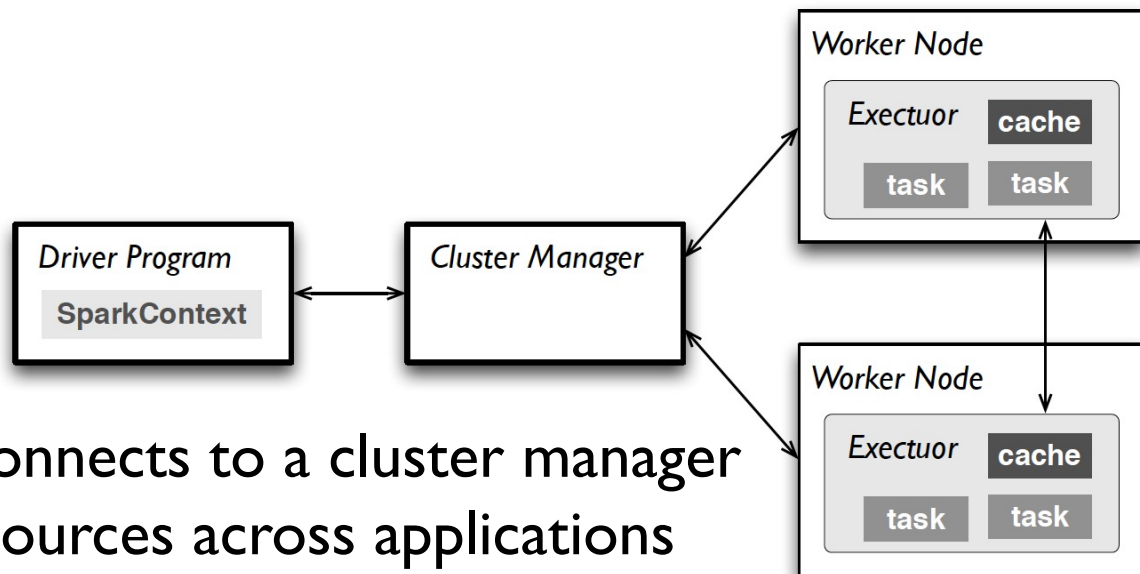 Worker Node
Exectuor
cache
task
task
Driver Program
SparkContext
Cluster Manager
Worker Node
Exectuor
cache
task
task
onnects to a cluster manager
ources across applications